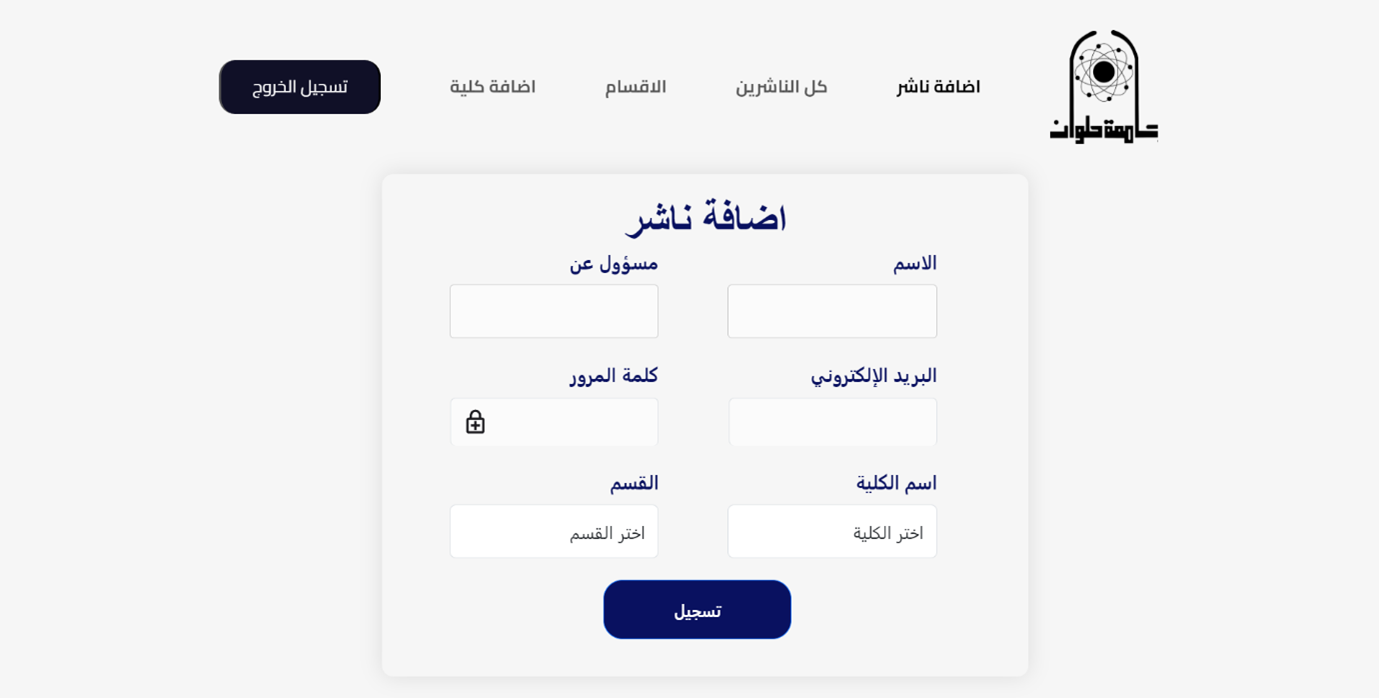 جامعة حلوان
اضافة ناشر
كل الناشرين
الاقسام
اضافة كلية
تسجيل الخروج
اضافة ناشر
الاسم
مسؤول عن
البريد الإلكتروني
كلمة المرور
اسم الكلية
القسم
اختر الكلية
اختر القسم
تسجيل